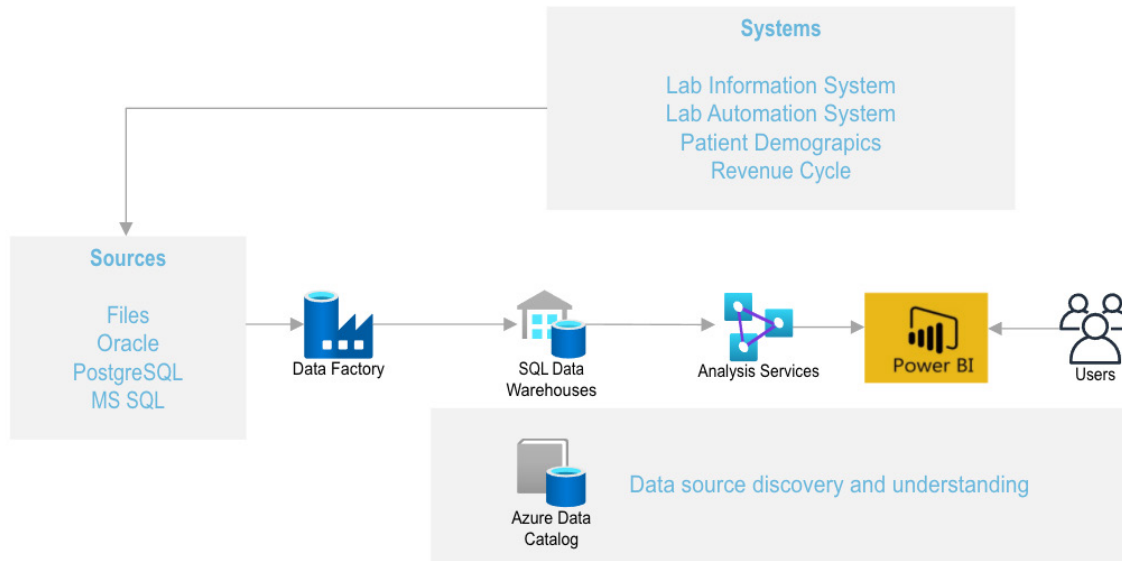 Systems
Lab Information System
Lab Automation System
Patient Demograpics
Revenue Cycle
Sources
Files
Oracle
PostgreSQL
MS SQL
Data Factory
SQL Data
Warehouses
Analysis Services
Power BI
Users
Azure Data
Catalog
Data source discovery and understanding